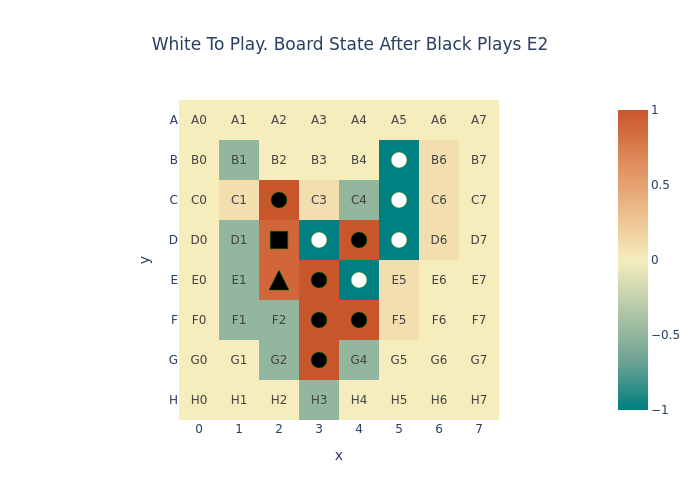 White To Play. Board State After Black Plays E2
A A0 A1 A2 A3 A4 A5 A6 A7
B B0 B1 B2 B3 B4 B6 B7
C C0 C1 C3 C4 C6 C7
D D0 D1 D6 D7
E E0 E1 E5 E6 E7
F F0 F1 F2 F5 F6 F7
G G0 G1 G2 G4 G5 G6 G7
H H0 H1 H2 H3 H4 H5 H6 H7
0 1 2 3 4 5 6 7
x
y
1
0.5
0
−0.5
−1